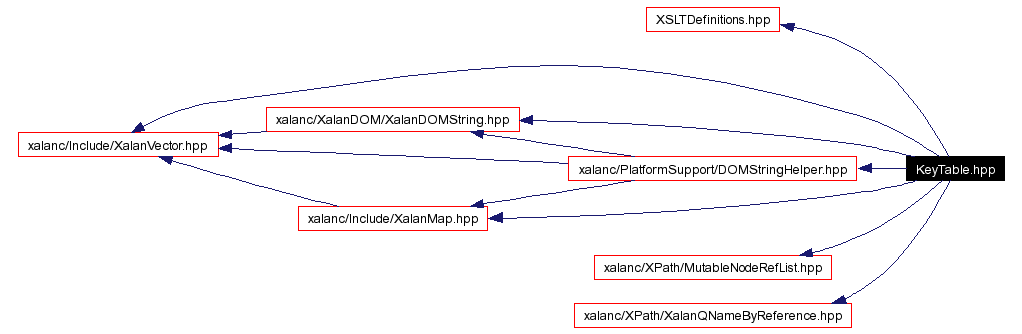 XSLTDefinitions.hpp
xalanc/XalanDOM/XalanDOMString.hpp
xalanc/Include/XalanVector.hpp
xalanc/PlatformSupport/DOMStringHelper.hpp
KeyTable.hpp
xalanc/Include/XalanMap.hpp
xalanc/XPath/MutableNodeRefList.hpp
xalanc/XPath/XalanQNameByReference.hpp